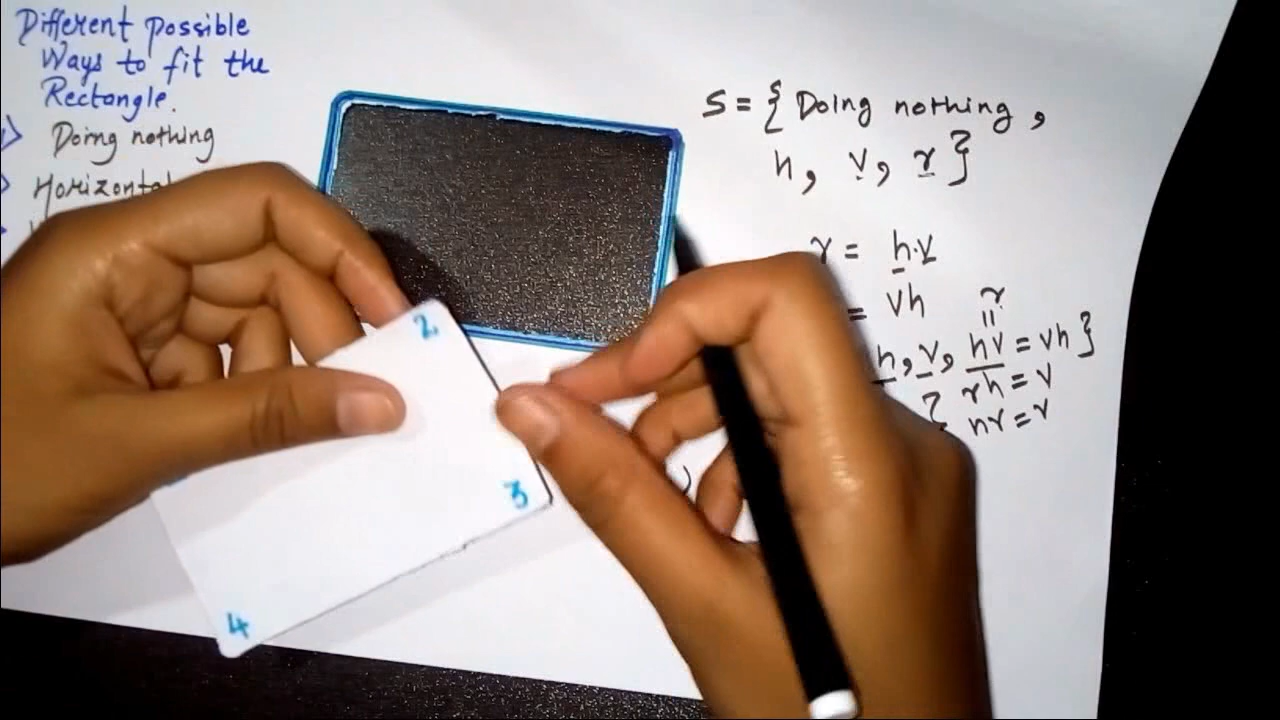 Different possible
Ways to fit the
Rectangle.
Doing nothing
Horizontal
S = { Doing nothing ,
h, v, r }
r = h.v
= vh
r
=
h, v, hv = vh }
rh = v
hr = v
2
3
4